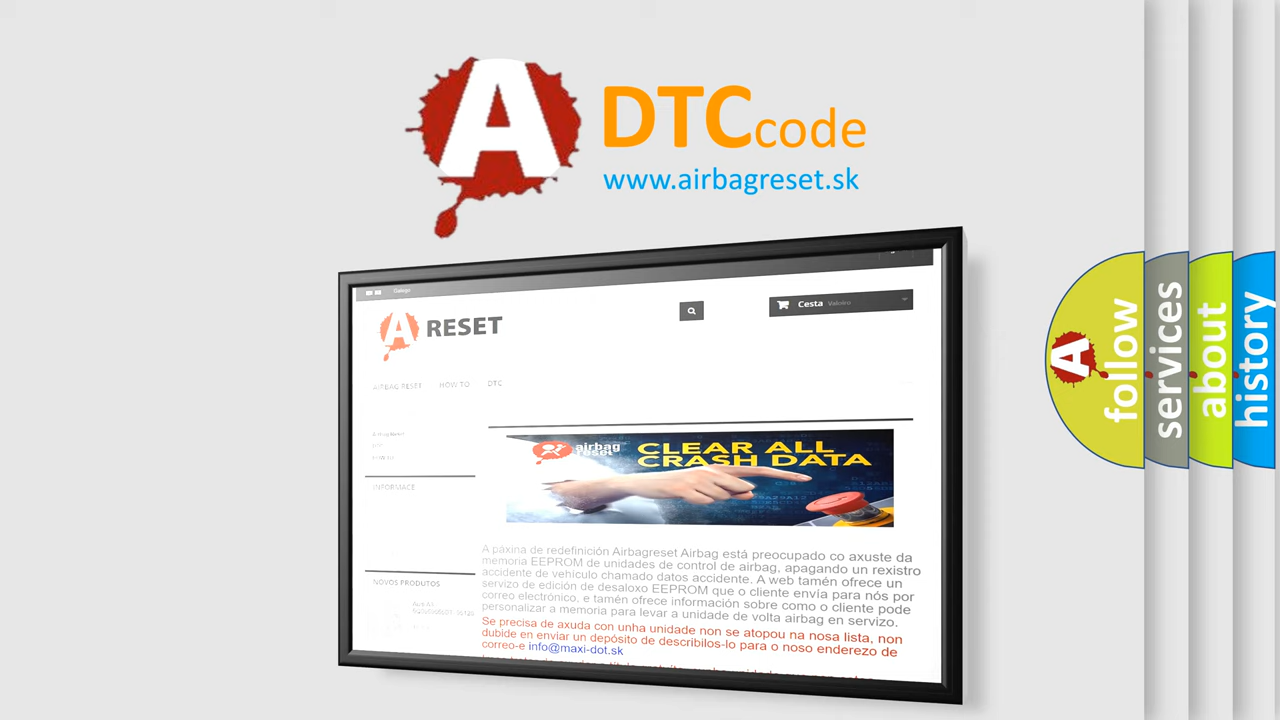 A DTC code
www.airbagreset.sk
Galego
A RESET
Cesta Valeiro
AIRBAG RESET HOW TO DTC
INFORMACE
NOVOS PRODUTOS
airbag
reset
CLEAR ALL
CRASH DATA
A páxina de redefinición Airbagreset Airbag está preocupado co axuste da
memoria EEPROM de unidades de control de airbag, apagando un rexistro
accidente de vehículo chamado datos accidente. A web tamén ofrece un
servizo de edición de desaloxo EEPROM que o cliente envía para nós por
correo electrónico, e tamén ofrece información sobre como o cliente pode
personalizar a memoria para levar a unidade de volta airbag en servizo.
Se precisa de axuda con unha unidade non se atopou na nosa lista, non
dubide en enviar un depósito de describilos-lo para o noso enderezo de
correo-e info@maxi-dot.sk
A
follow
services
about
history